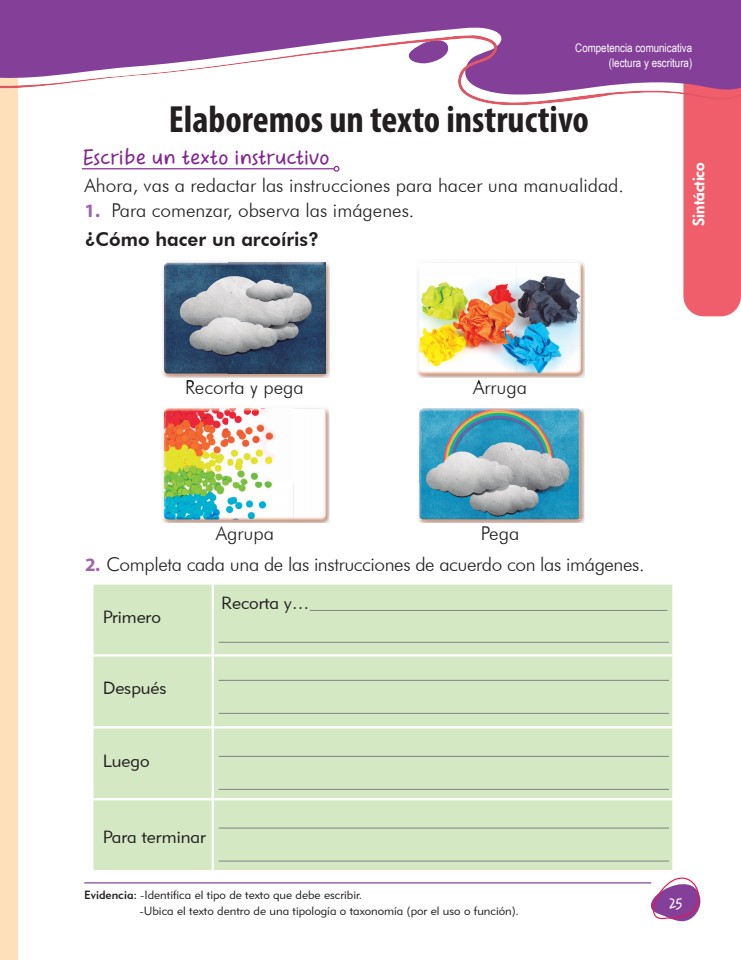 Competencia comunicativa
(lectura y escritura)
Sintáctico
Elaboremos un texto instructivo
Escribe un texto instructivo
Ahora, vas a redactar las instrucciones para hacer una manualidad.
1. Para comenzar, observa las imágenes.
¿Cómo hacer un arcoíris?
Recorta y pega
Arruga
Agrupa
Pega
2. Completa cada una de las instrucciones de acuerdo con las imágenes.
Primero
Recorta y...
Después
Luego
Para terminar
Evidencia: -Identifica el tipo de texto que debe escribir.
-Ubica el texto dentro de una tipología o taxonomía (por el uso o función).
25